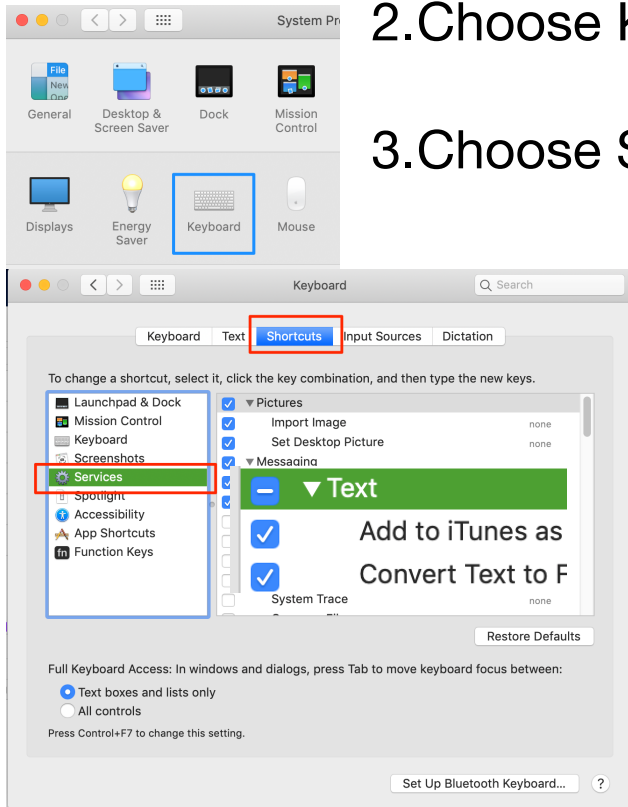 System Pr
2.Choose K
File
New
Ope
General
Desktop &
Screen Saver
Dock
Mission
Control
3.Choose S
Displays
Energy
Saver
Keyboard
Mouse
Keyboard
Search
Keyboard
Text
Shortcuts
Input Sources
Dictation
To change a shortcut, select it, click the key combination, and then type the new keys.
Launchpad & Dock
Mission Control
Keyboard
Screenshots
Services
Spotlight
Accessibility
App Shortcuts
fn Function Keys
Pictures
Import Image none
Set Desktop Picture none
Messaging
Text
Add to iTunes as
Convert Text to F
System Trace none
Restore Defaults
Full Keyboard Access: In windows and dialogs, press Tab to move keyboard focus between:
Text boxes and lists only
All controls
Press Control+F7 to change this setting.
Set Up Bluetooth Keyboard... ?